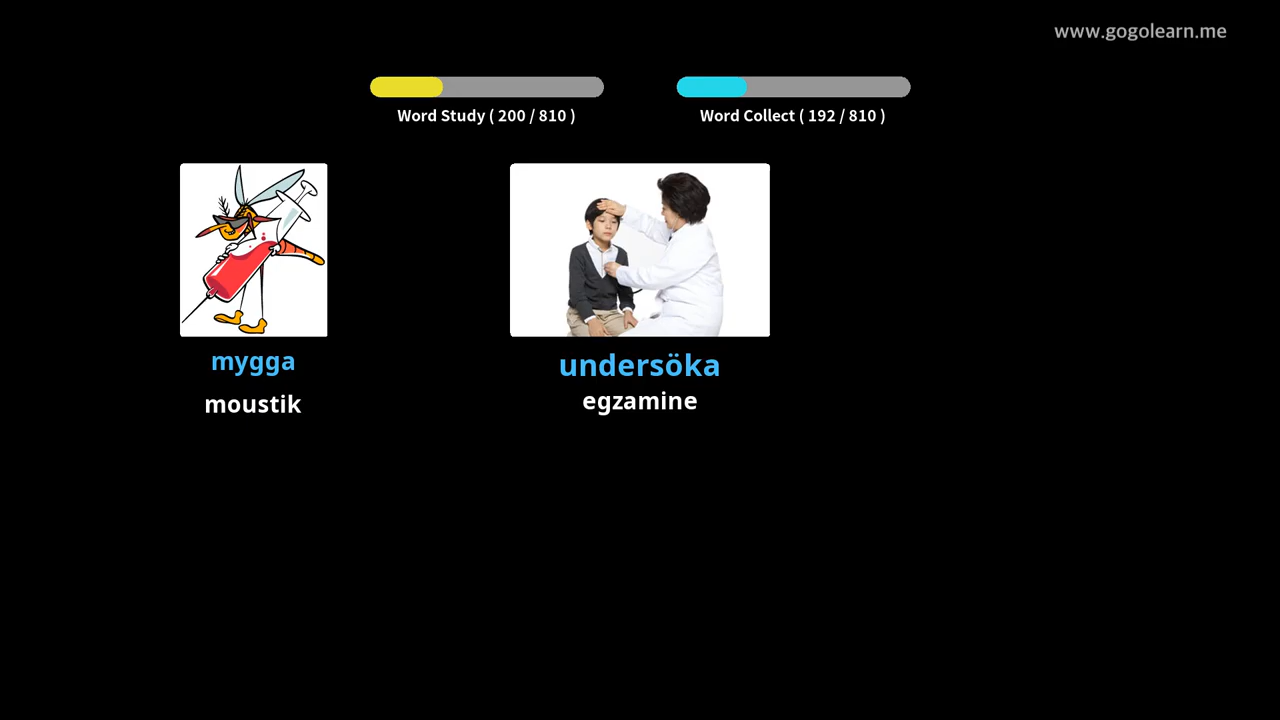 www.gogolearn.me
Word Study ( 200 / 810 )
Word Collect ( 192 / 810 )
mygga
moustik
undersöka
egzamine